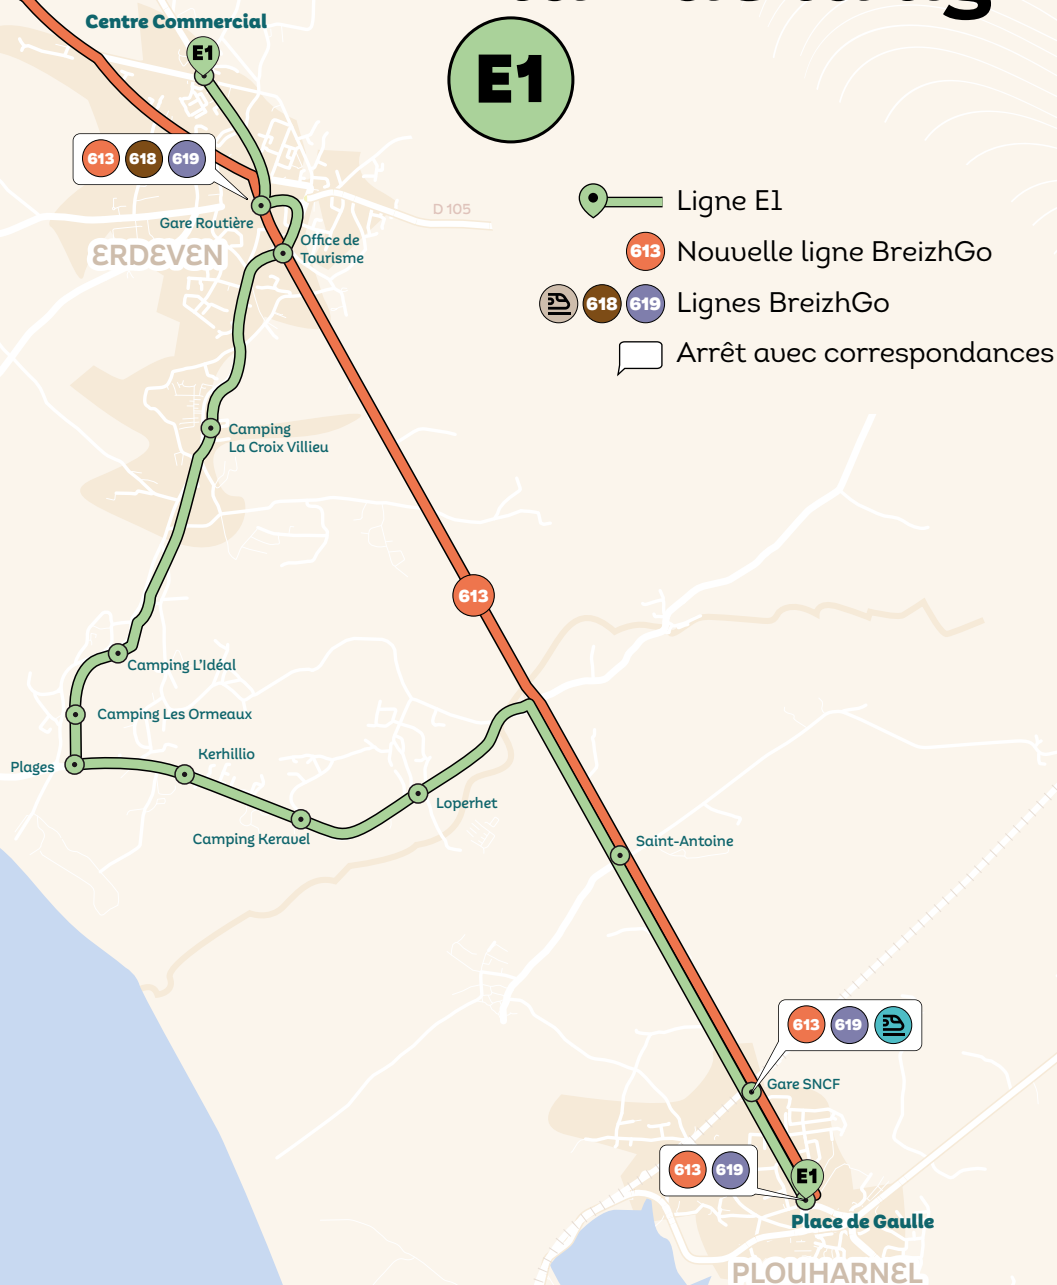 Centre Commercial
E1
E1
613 618 619
D 105
Gare Routière
Office de
Tourisme
ERDEVEN
Ligne E1
613 Nouvelle ligne BreizhGo
618 619 Lignes BreizhGo
Arrêt avec correspondances
Camping
La Croix Villieu
613
Camping L'Idéal
Camping Les Ormeaux
Kerhillio
Plages
Loperhet
Camping Keravel
Saint-Antoine
613 619
Gare SNCF
613 619
E1
Place de Gaulle
PLOUHARNEL